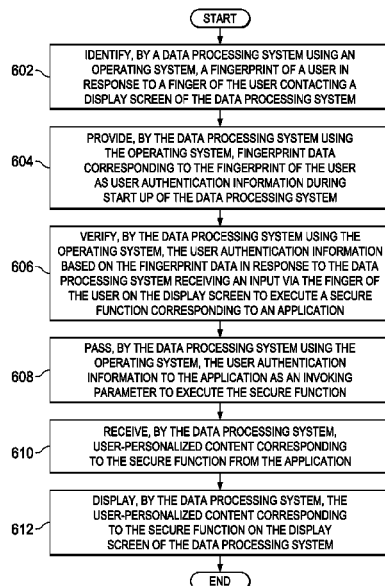 START
602
IDENTIFY, BY A DATA PROCESSING SYSTEM USING AN
OPERATING SYSTEM, A FINGERPRINT OF A USER IN
RESPONSE TO A FINGER OF THE USER CONTACTING A
DISPLAY SCREEN OF THE DATA PROCESSING SYSTEM
604
PROVIDE, BY THE DATA PROCESSING SYSTEM USING
THE OPERATING SYSTEM, FINGERPRINT DATA
CORRESPONDING TO THE FINGERPRINT OF THE USER
AS USER AUTHENTICATION INFORMATION DURING
START UP OF THE DATA PROCESSING SYSTEM
606
VERIFY, BY THE DATA PROCESSING SYSTEM USING THE
OPERATING SYSTEM, THE USER AUTHENTICATION INFORMATION
BASED ON THE FINGERPRINT DATA IN RESPONSE TO THE DATA
PROCESSING SYSTEM RECEIVING AN INPUT VIA THE FINGER OF
THE USER ON THE DISPLAY SCREEN TO EXECUTE A SECURE
FUNCTION CORRESPONDING TO AN APPLICATION
608
PASS, BY THE DATA PROCESSING SYSTEM USING THE
OPERATING SYSTEM, THE USER AUTHENTICATION
INFORMATION TO THE APPLICATION AS AN INVOKING
PARAMETER TO EXECUTE THE SECURE FUNCTION
610
RECEIVE, BY THE DATA PROCESSING SYSTEM,
USER-PERSONALIZED CONTENT CORRESPONDING
TO THE SECURE FUNCTION FROM THE APPLICATION
612
DISPLAY, BY THE DATA PROCESSING SYSTEM, THE
USER-PERSONALIZED CONTENT CORRESPONDING
TO THE SECURE FUNCTION ON THE DISPLAY
SCREEN OF THE DATA PROCESSING SYSTEM
END